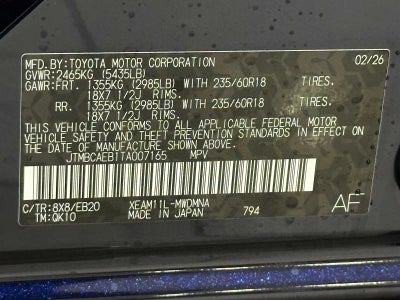 MFD.BY:TOYOTA MOTOR CORPORATION 02/26
GVWR:2465KG (5435LB)
GAWR:FRT. 1355KG (2985LB) WITH 235/60R18 TIRES.
18X7 1/2J RIMS.
RR. 1355KG (2985LB) WITH 235/60R18 TIRES.
18X7 1/2J RIMS.
THIS VEHICLE CONFORMS TO ALL APPLICABLE FEDERAL MOTOR
VEHICLE SAFETY AND THEFT PREVENTION STANDARDS IN EFFECT ON
THE DATE OF MANUFACTURE SHOWN ABOVE.
JTMBCAEB1TA007165 MPV
C/TR:8X8/EB20 XEAM11L-MWDMNA AF
TM:QK10 MADE IN JAPAN 794